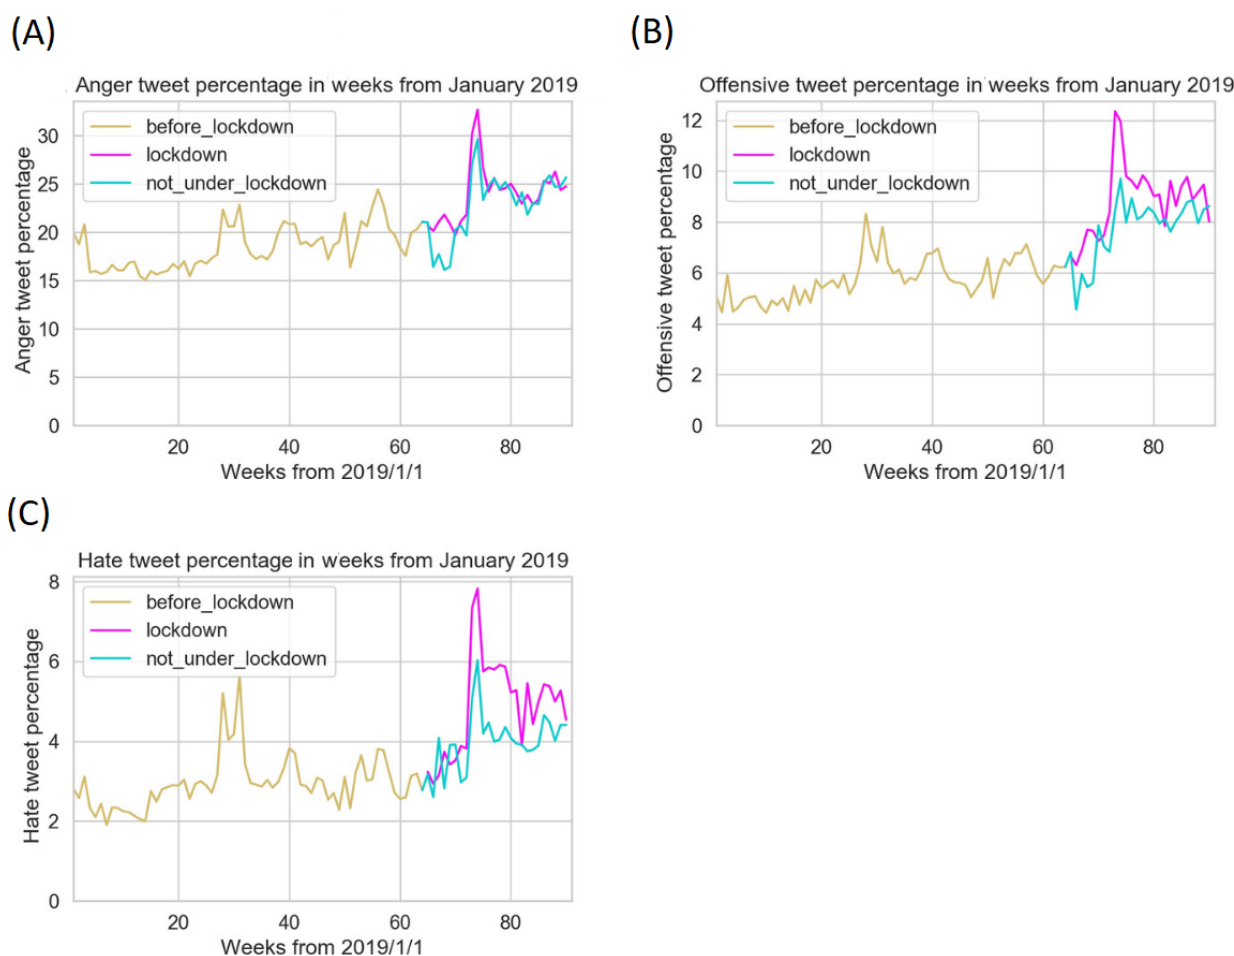 (A)
Anger tweet percentage in weeks from January 2019
before_lockdown
lockdown
not_under_lockdown
Anger tweet percentage
30
25
20
15
10
5
0
20 40 60 80
Weeks from 2019/1/1
(B)
Offensive tweet percentage in weeks from January 2019
before_lockdown
lockdown
not_under_lockdown
Offensive tweet percentage
12
10
8
6
4
2
0
20 40 60 80
Weeks from 2019/1/1
(C)
Hate tweet percentage in weeks from January 2019
before_lockdown
lockdown
not_under_lockdown
Hate tweet percentage
8
6
4
2
0
20 40 60 80
Weeks from 2019/1/1